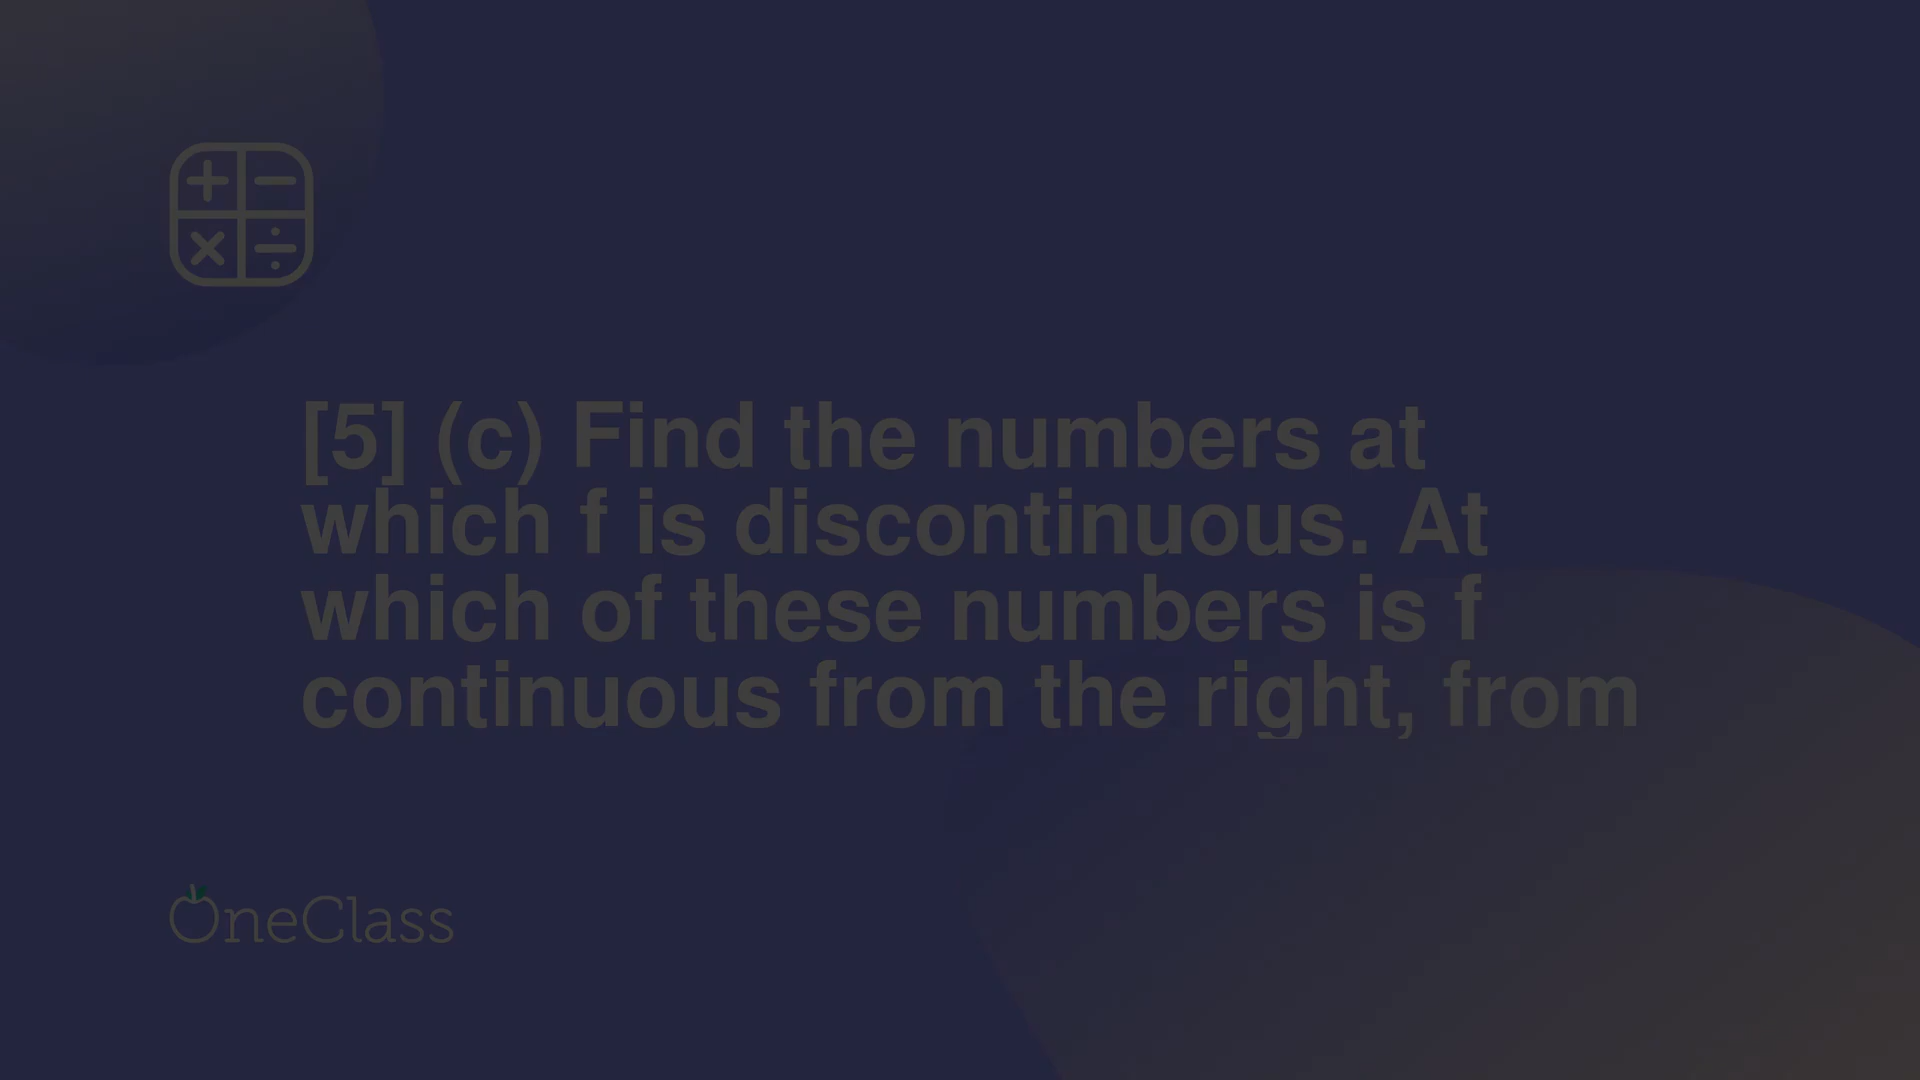 [5] (c) Find the numbers at
which f is discontinuous. At
which of these numbers is f
continuous from the right, from
OneClass